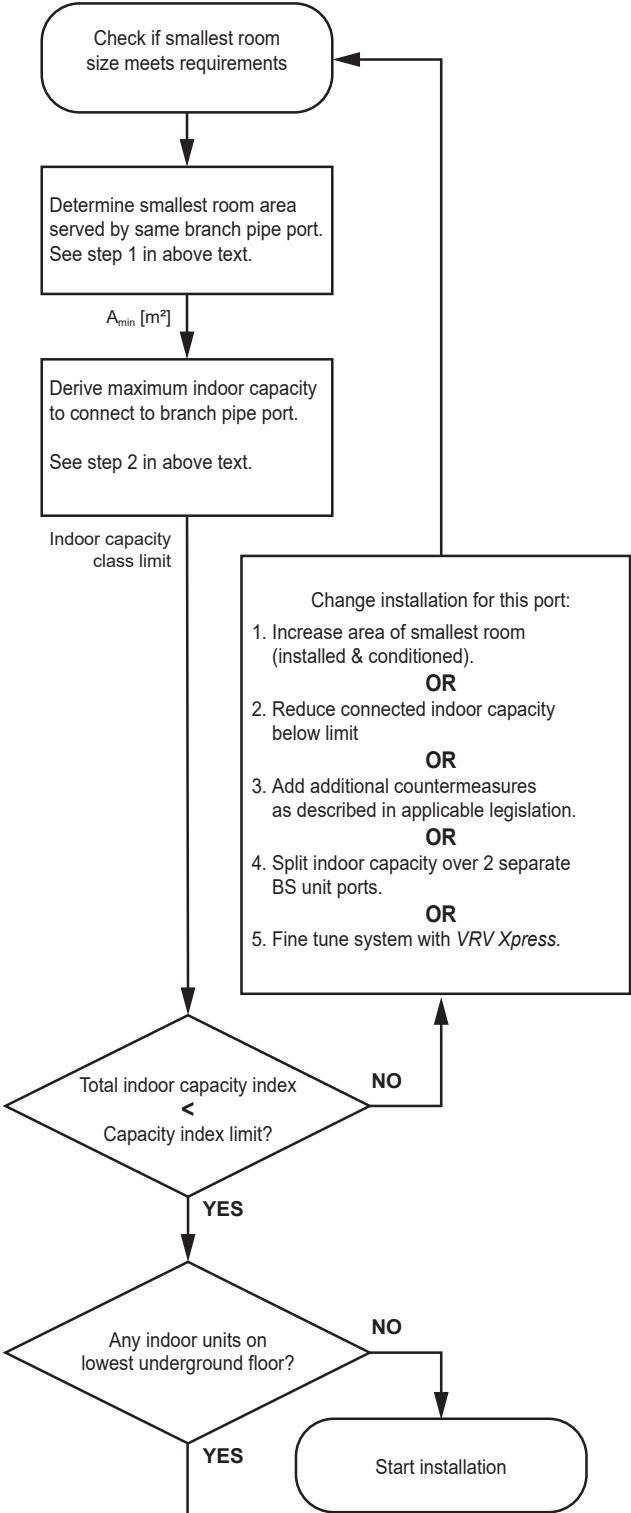 Check if smallest room
size meets requirements
Determine smallest room area
served by same branch pipe port.
See step 1 in above text.
Amin [m²]
Derive maximum indoor capacity
to connect to branch pipe port.
See step 2 in above text.
Indoor capacity
class limit
Change installation for this port:
1. Increase area of smallest room
(installed & conditioned).
OR
2. Reduce connected indoor capacity
below limit
OR
3. Add additional countermeasures
as described in applicable legislation.
OR
4. Split indoor capacity over 2 separate
BS unit ports.
OR
5. Fine tune system with VRV Xpress.
Total indoor capacity index
<
Capacity index limit?
NO
YES
Any indoor units on
lowest underground floor?
NO
YES
Start installation